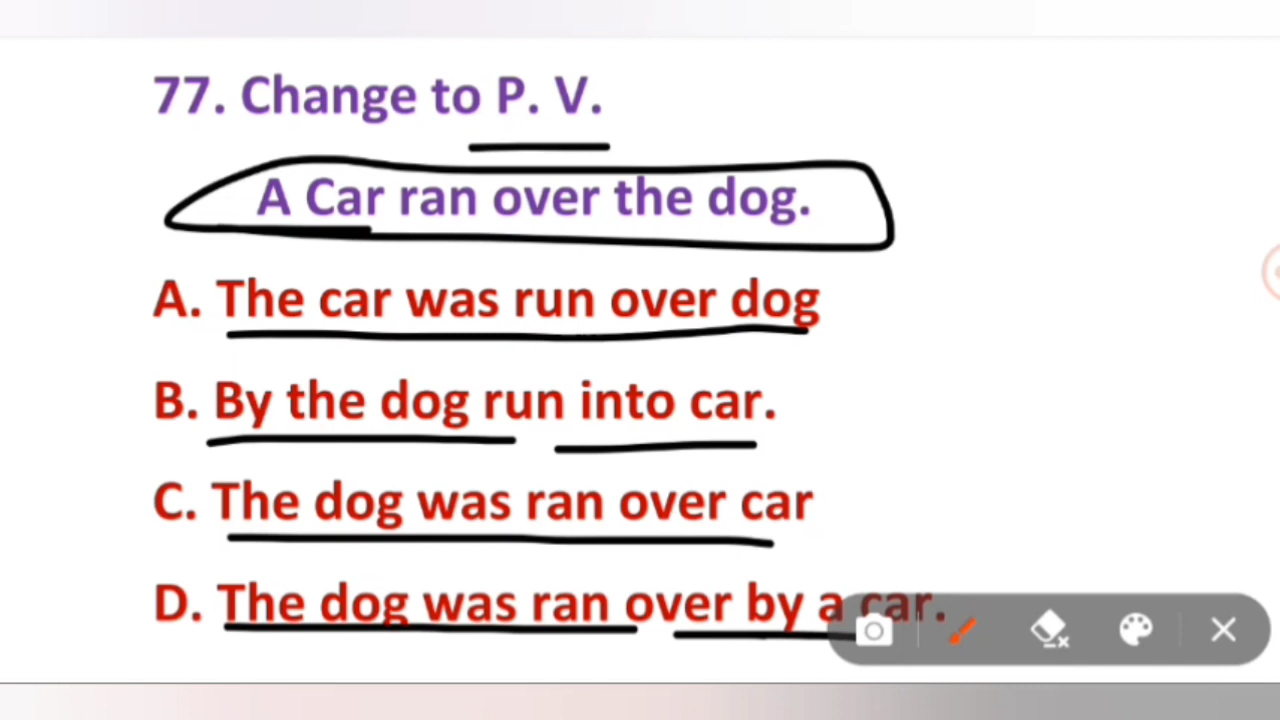 77. Change to P. V.
A Car ran over the dog.
A. The car was run over dog
B. By the dog run into car.
C. The dog was ran over car
D. The dog was ran over by a car.